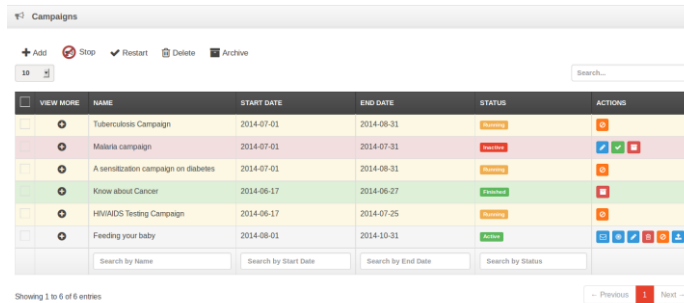 Campaigns
Add Stop Restart Delete Archive
10 Search...
VIEW MORE NAME START DATE END DATE STATUS ACTIONS
Tuberculosis Campaign 2014-07-01 2014-08-31 Running
Malaria campaign 2014-07-01 2014-07-31 Inactive
A sensitization campaign on diabetes 2014-07-01 2014-08-31 Running
Know about Cancer 2014-06-17 2014-06-27 Finished
HIV/AIDS Testing Campaign 2014-06-17 2014-07-25 Running
Feeding your baby 2014-08-01 2014-10-31 Active
Search by Name Search by Start Date Search by End Date Search by Status
Showing 1 to 6 of 6 entries ← Previous 1 Next →